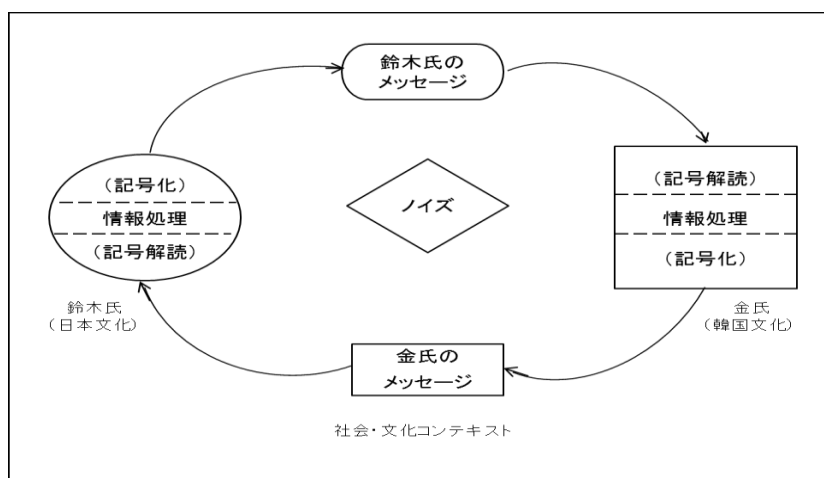 鈴木氏の
メッセージ
(記号化)
情報処理
(記号解読)
ノイズ
(記号解読)
情報処理
(記号化)
鈴木氏
(日本文化)
金氏
(韓国文化)
金氏の
メッセージ
社会・文化コンテキスト